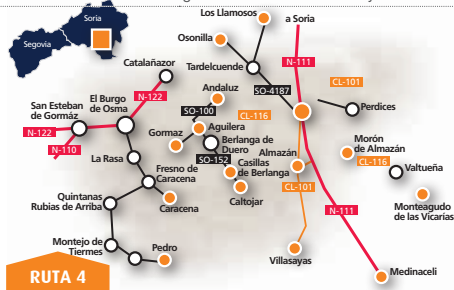 Soria
Segovia
Los Llamosos
a Soria
Osonilla
N-111
Catalañazor
Tardelcuende
CL-101
Andaluz
SO-4187
N-122
SO-100
CL-116
Perdices
San Esteban
de Gormáz
El Burgo
de Osma
Aguilera
N-122
Gormaz
Berlanga de
Duero
Morón
de Almazán
N-110
Almazán
La Rasa
SO-152
Casillas
de Berlanga
CL-116
Valtueña
Fresno de
Caracena
CL-101
Quintanas
Rubias de Arriba
Caracena
Caltojar
N-111
Monteagudo
de las Vicarías
Montejo de
Tiermes
Pedro
Villasayas
Medinaceli
RUTA 4